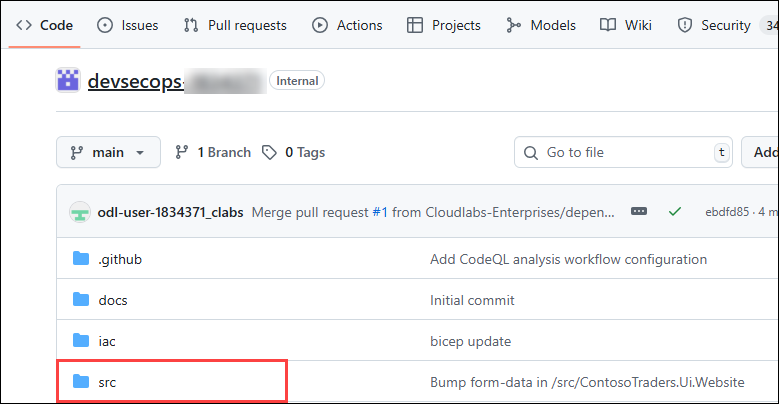 Code Issues Pull requests Actions Projects Models Wiki Security 34
devsecops- Internal
main 1 Branch 0 Tags Go to file t Add
odl-user-1834371_clabs Merge pull request #1 from Cloudlabs-Enterprises/depen... ebdfd85 · 4 m
.github Add CodeQL analysis workflow configuration
docs Initial commit
iac bicep update
src Bump form-data in /src/ContosoTraders.Ui.Website